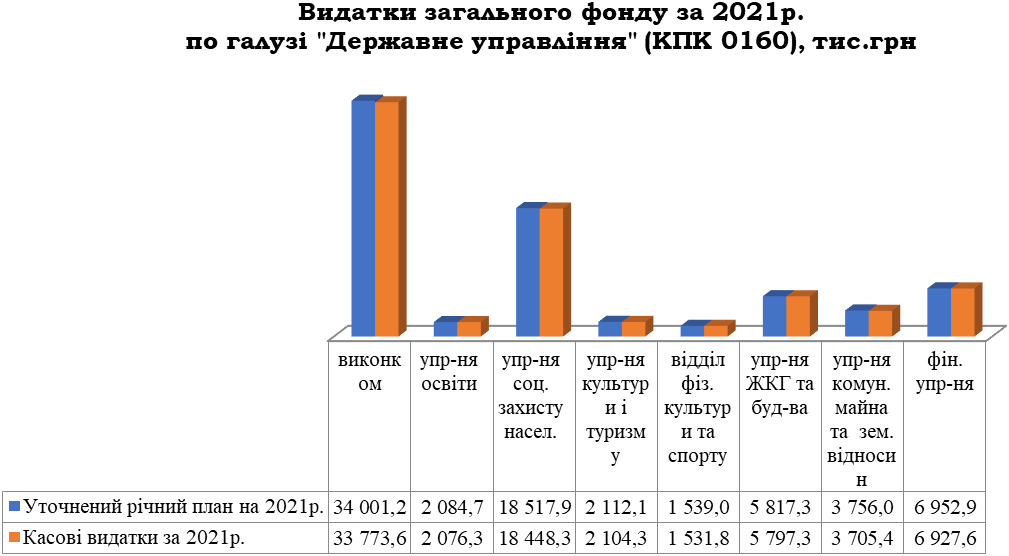 Видатки загального фонду за 2021р.
по галузі "Державне управління" (КПК 0160), тис.грн
виконк
ом
упр-ня
освіти
упр-ня
соц.
захисту
насел.
упр-ня
культур
и і
туризм
у
відділ
фіз.
культур
и та
спорту
упр-ня
ЖКГ та
буд-ва
упр-ня
комун.
майна
та зем.
відноси
н
фін.
упр-ня
Уточнений річний план на 2021р. 34 001,2 2 084,7 18 517,9 2 112,1 1 539,0 5 817,3 3 756,0 6 952,9
Касові видатки за 2021р. 33 773,6 2 076,3 18 448,3 2 104,3 1 531,8 5 797,3 3 705,4 6 927,6